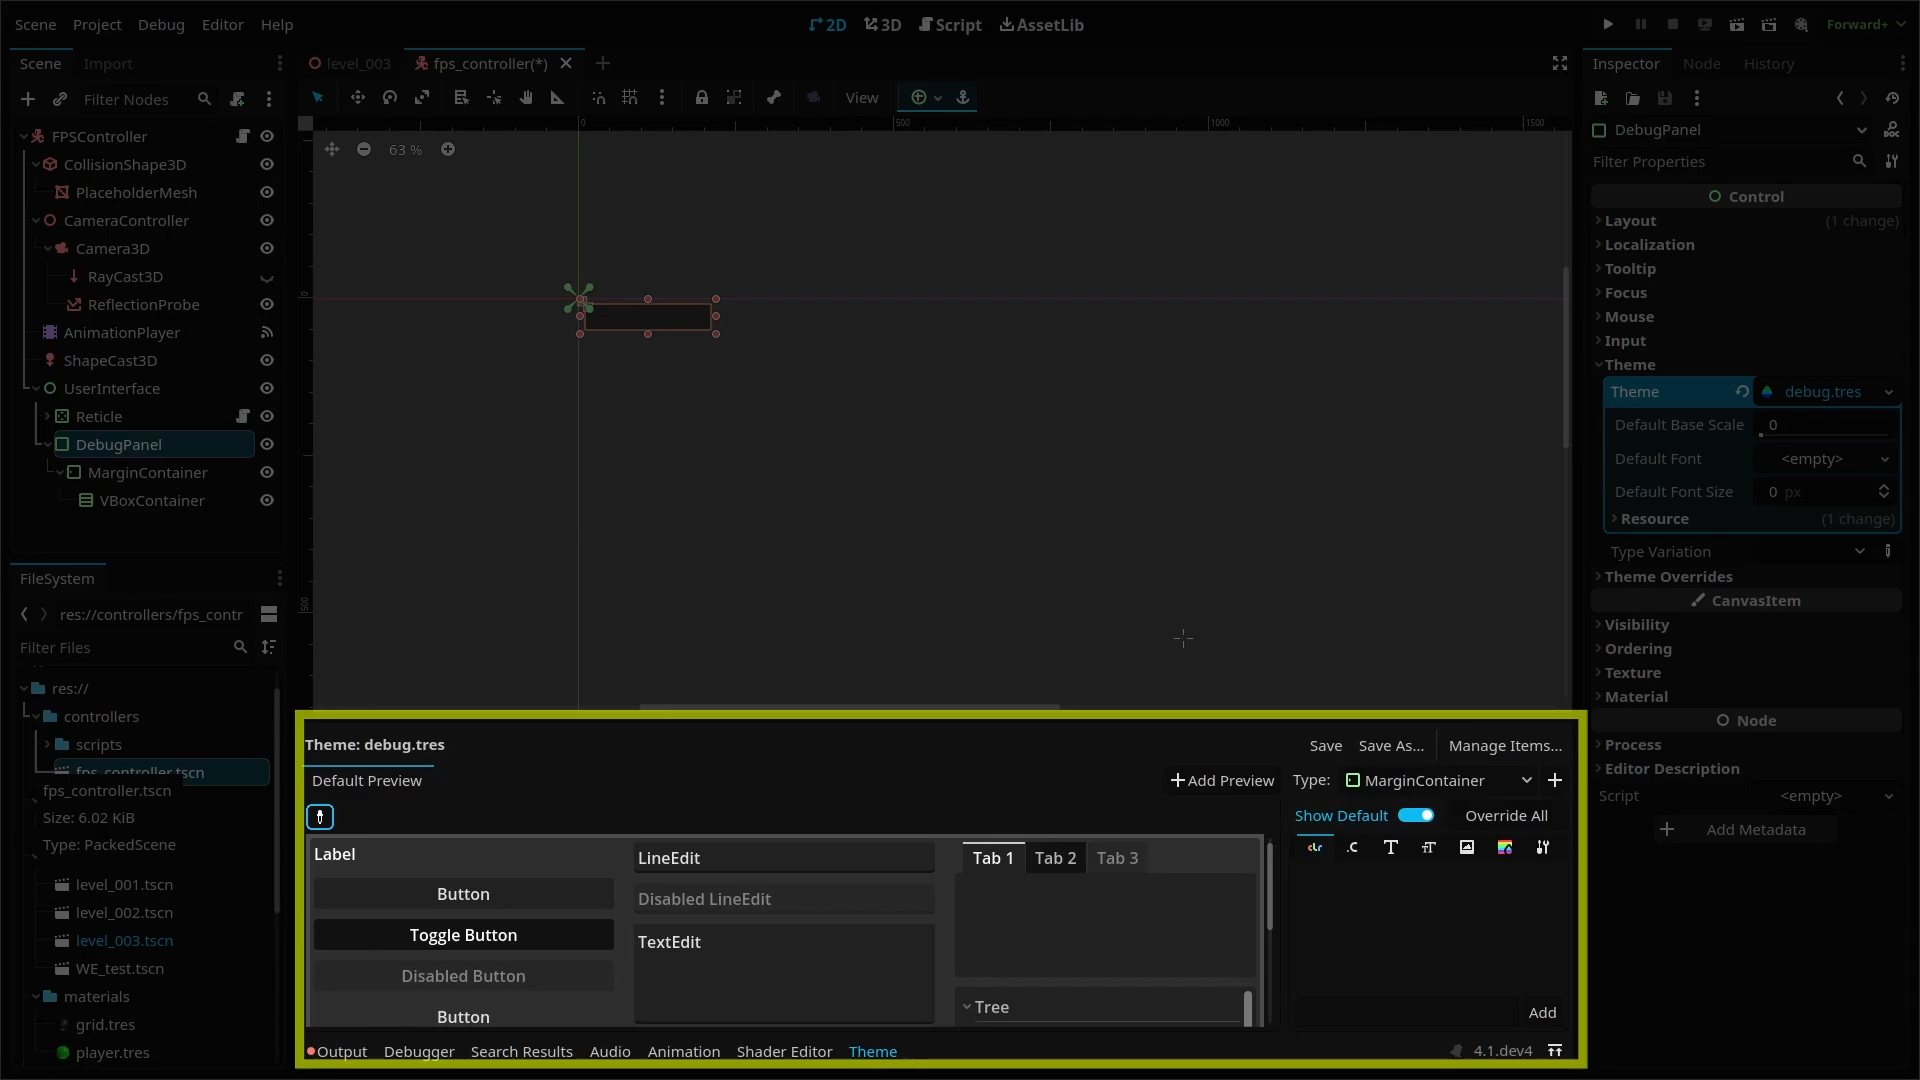 Scene Project Debug Editor Help
2D 3D Script AssetLib
Forward+
Scene Import
Filter Nodes
FPSController
CollisionShape3D
PlaceholderMesh
CameraController
Camera3D
RayCast3D
ReflectionProbe
AnimationPlayer
ShapeCast3D
UserInterface
Reticle
DebugPanel
MarginContainer
VBoxContainer
FileSystem
res://controllers/fps_contr
Filter Files
res://
controllers
scripts
fps_controller.tscn
fps_controller.tscn
Size: 6.02 KiB
Type: PackedScene
level_001.tscn
level_002.tscn
level_003.tscn
WE_test.tscn
materials
grid.tres
player.tres
level_003 fps_controller(*)
View
0 500 1000 1500
63 %
0
500
Theme: debug.tres
Save Save As... Manage Items...
Default Preview
Add Preview
Type: MarginContainer
Show Default Override All
Label
Button
Toggle Button
Disabled Button
Button
LineEdit
Disabled LineEdit
TextEdit
Tab 1 Tab 2 Tab 3
Tree
Add
Output Debugger Search Results Audio Animation Shader Editor Theme
4.1.dev4
Inspector Node History
DebugPanel
Filter Properties
Control
Layout (1 change)
Localization
Tooltip
Focus
Mouse
Input
Theme
Theme debug.tres
Default Base Scale 0
Default Font <empty>
Default Font Size 0 px
Resource (1 change)
Type Variation
Theme Overrides
CanvasItem
Visibility
Ordering
Texture
Material
Node
Process
Editor Description
Script <empty>
Add Metadata